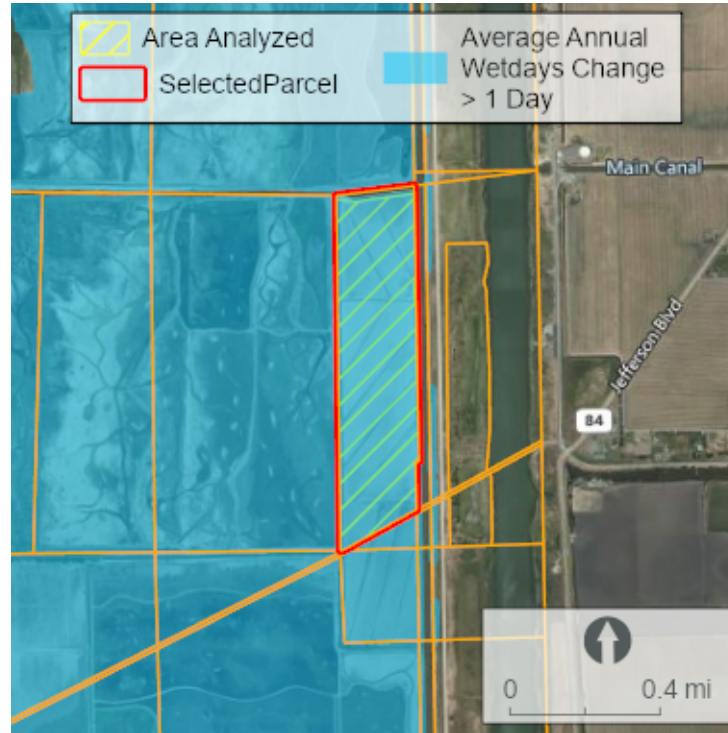 Area Analyzed
SelectedParcel
Average Annual
Wetdays Change
> 1 Day
Main Canal
Jefferson Blvd
84
0
0.4 mi